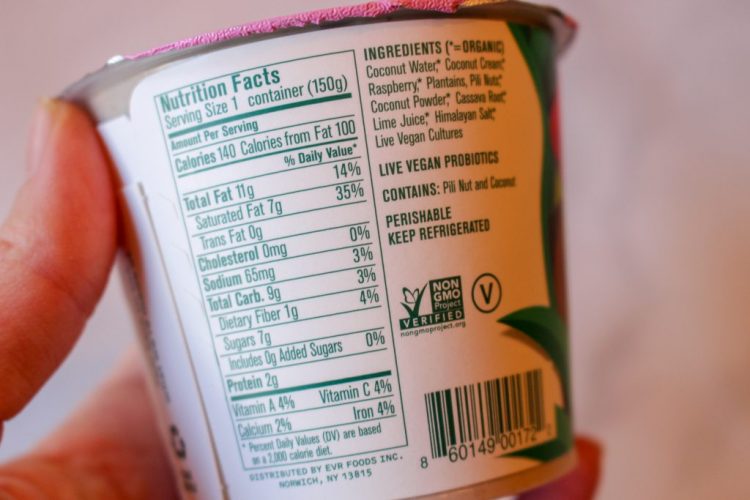 Nutrition Facts
Serving Size 1 container (150g)
Amount Per Serving
Calories 140 Calories from Fat 100
% Daily Value*
Total Fat 11g 14%
Saturated Fat 7g 35%
Trans Fat 0g
Cholesterol 0mg 0%
Sodium 65mg 3%
Total Carb. 9g 3%
Dietary Fiber 1g 4%
Sugars 7g
Includes 0g Added Sugars 0%
Protein 2g
Vitamin A 4% Vitamin C 4%
Calcium 2% Iron 4%
* Percent Daily Values (DV) are based
on a 2,000 calorie diet.
DISTRIBUTED BY EVR FOODS INC.
NORWICH, NY 13815
INGREDIENTS (*=ORGANIC)
Coconut Water,* Coconut Cream,*
Raspberry,* Plantains, Pili Nuts,*
Coconut Powder,* Cassava Root,*
Lime Juice,* Himalayan Salt,*
Live Vegan Cultures
LIVE VEGAN PROBIOTICS
CONTAINS: Pili Nut and Coconut
PERISHABLE
KEEP REFRIGERATED
NON
GMO
Project
VERIFIED
nongmoproject.org
V
8 60149 00172